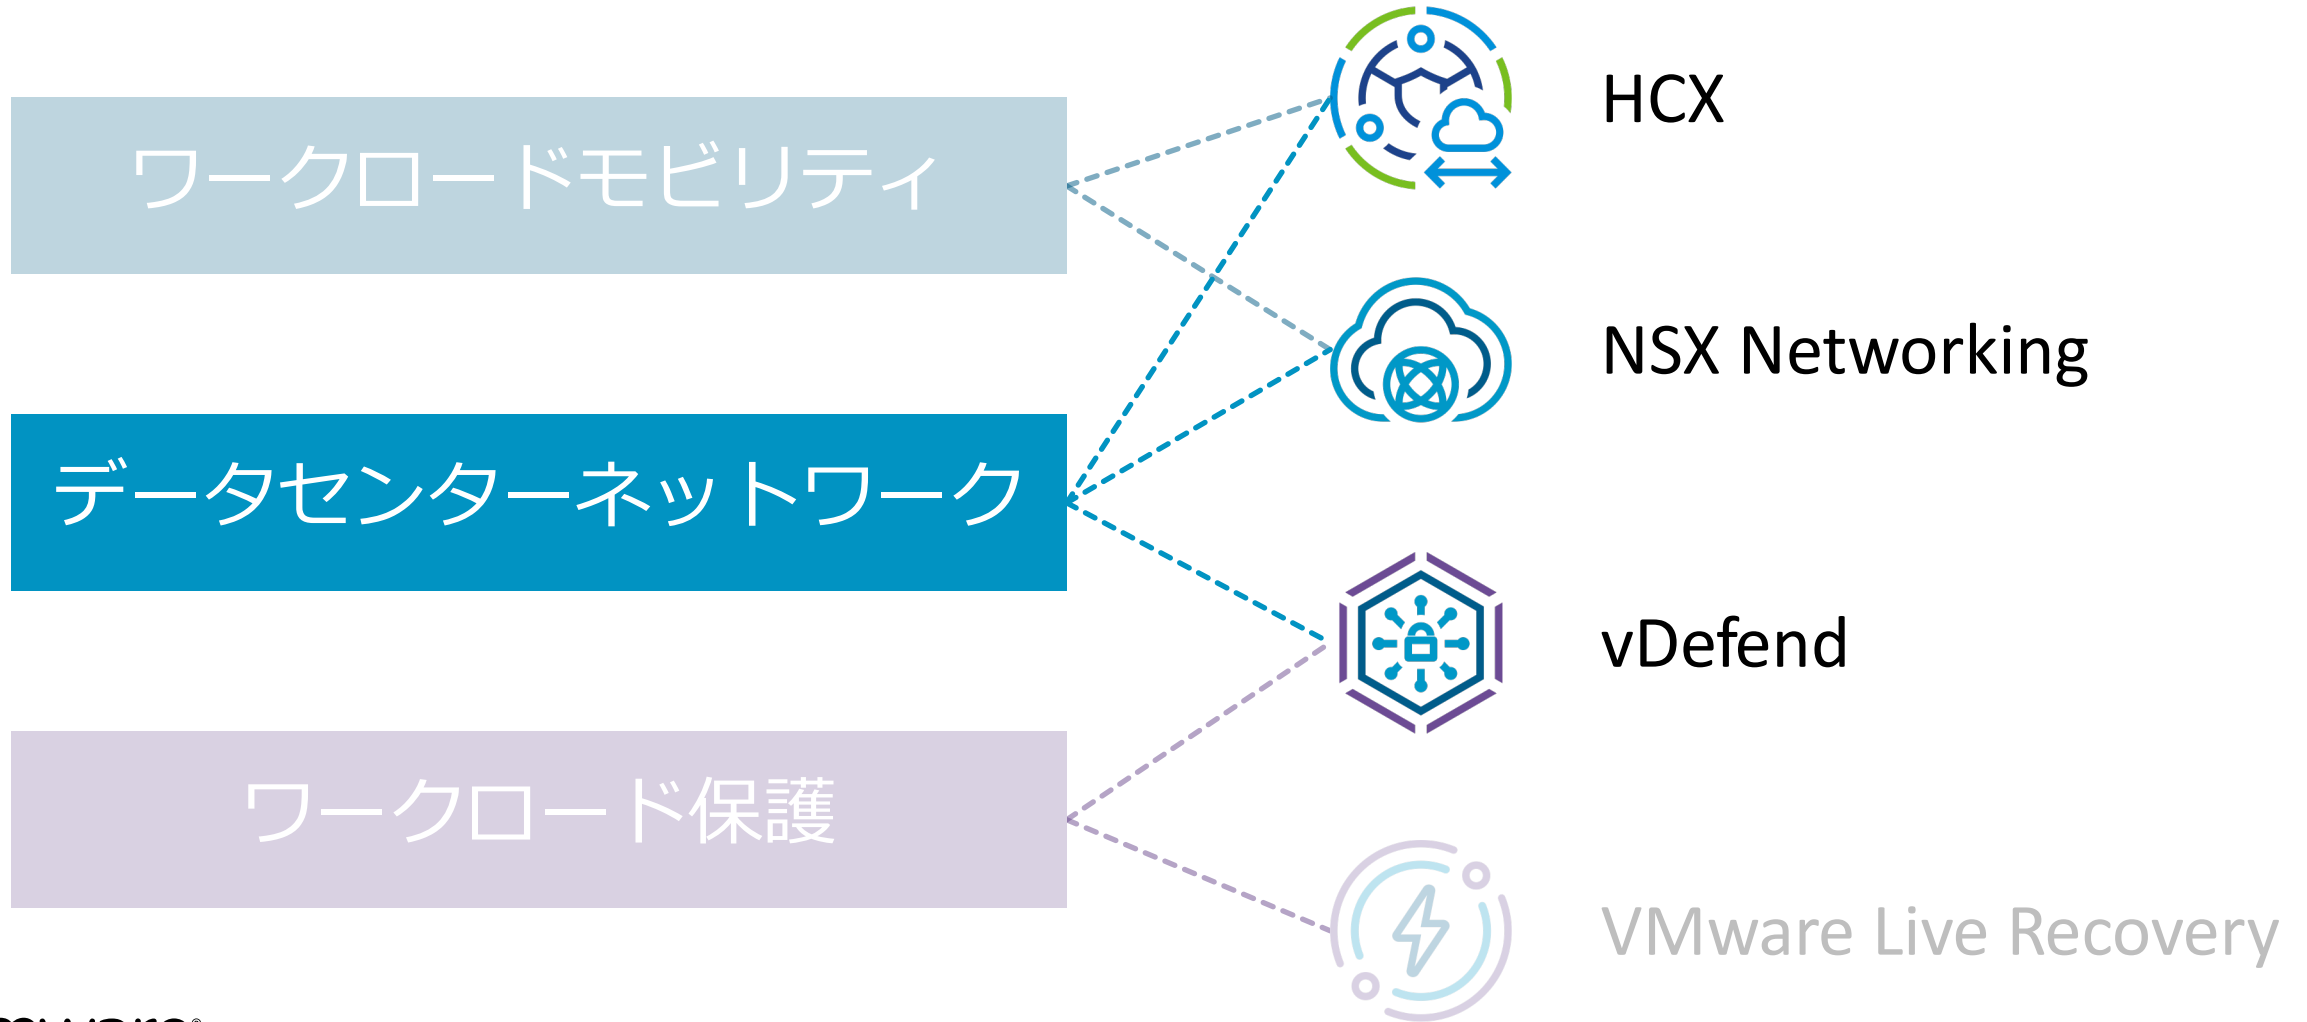 ワークロードモビリティ
HCX
NSX Networking
データセンターネットワーク
vDefend
ワークロード保護
VMware Live Recovery